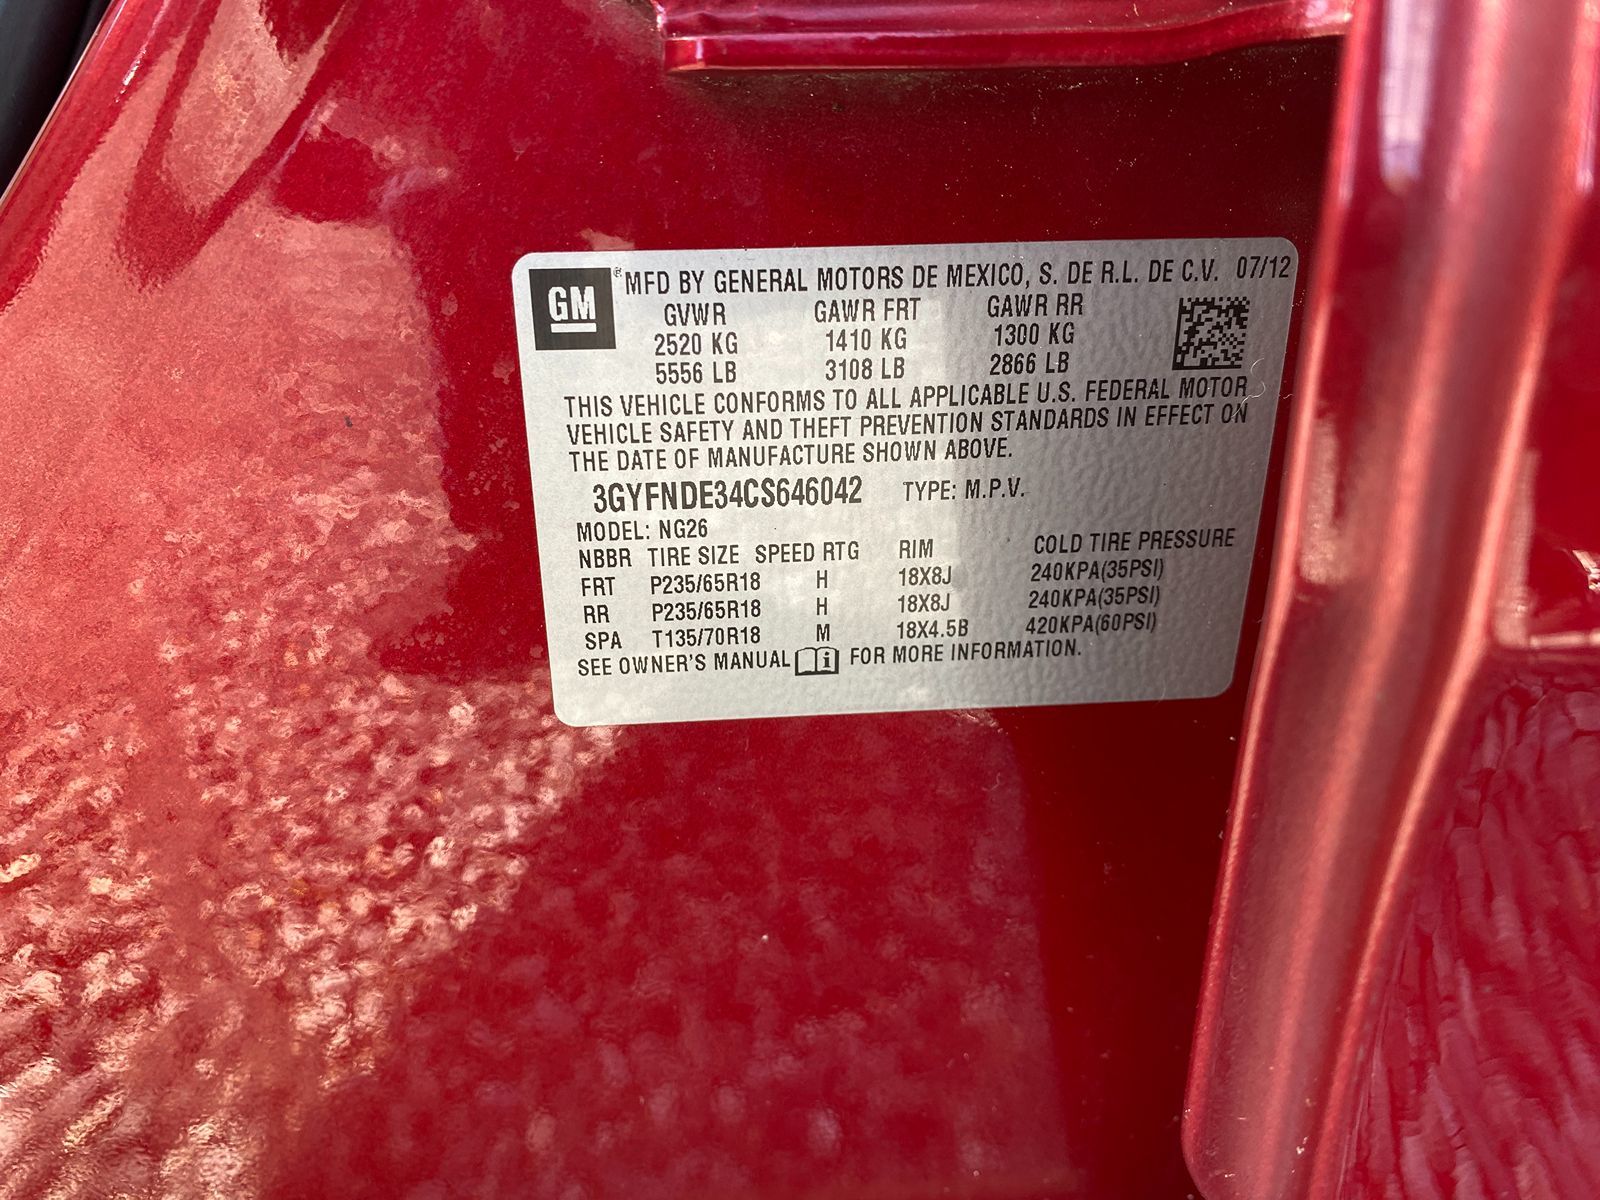 GM ® MFD BY GENERAL MOTORS DE MEXICO, S. DE R.L. DE C.V. 07/12
GVWR GAWR FRT GAWR RR
2520 KG 1410 KG 1300 KG
5556 LB 3108 LB 2866 LB
THIS VEHICLE CONFORMS TO ALL APPLICABLE U.S. FEDERAL MOTOR
VEHICLE SAFETY AND THEFT PREVENTION STANDARDS IN EFFECT ON
THE DATE OF MANUFACTURE SHOWN ABOVE.
3GYFNDE34CS646042 TYPE: M.P.V.
MODEL: NG26
NBBR TIRE SIZE SPEED RTG RIM COLD TIRE PRESSURE
FRT P235/65R18 H 18X8J 240KPA(35PSI)
RR P235/65R18 H 18X8J 240KPA(35PSI)
SPA T135/70R18 M 18X4.5B 420KPA(60PSI)
SEE OWNER'S MANUAL i FOR MORE INFORMATION.